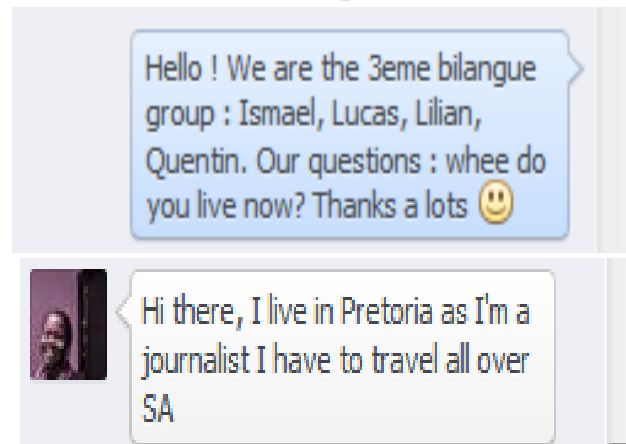 Hello ! We are the 3eme bilangue
group : Ismael, Lucas, Lilian,
Quentin. Our questions : whee do
you live now? Thanks a lots
Hi there, I live in Pretoria as I'm a
journalist I have to travel all over
SA